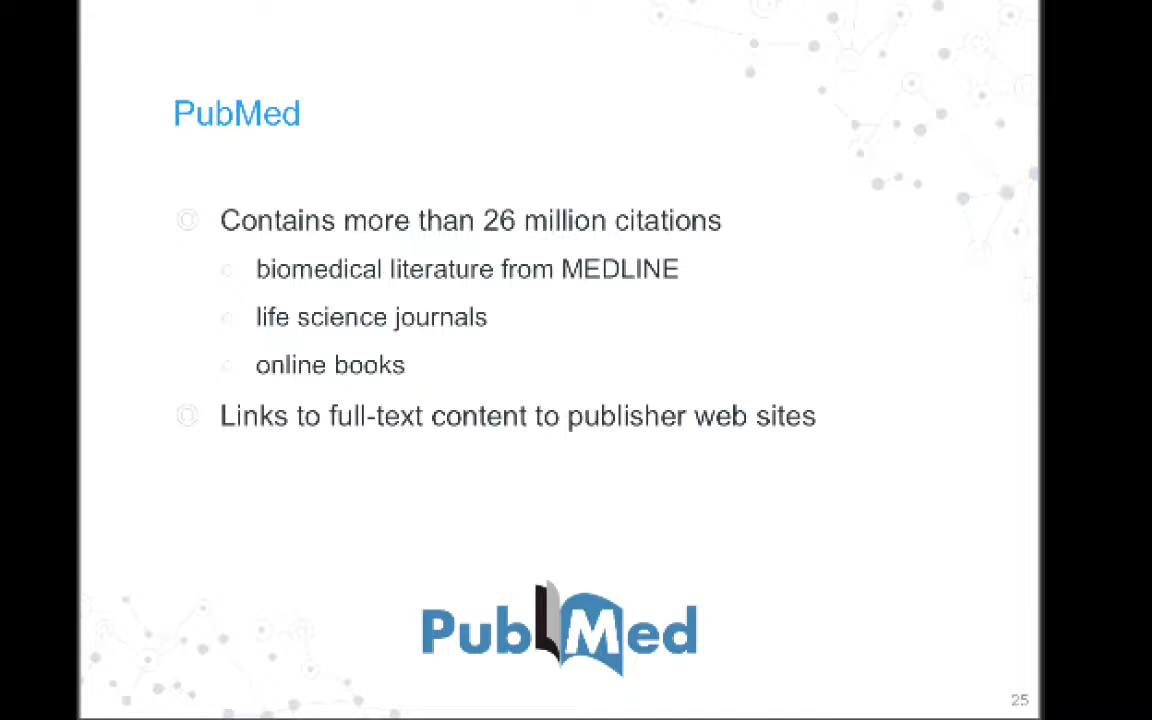 PubMed
Contains more than 26 million citations
biomedical literature from MEDLINE
life science journals
online books
Links to full-text content to publisher web sites
PubMed
25